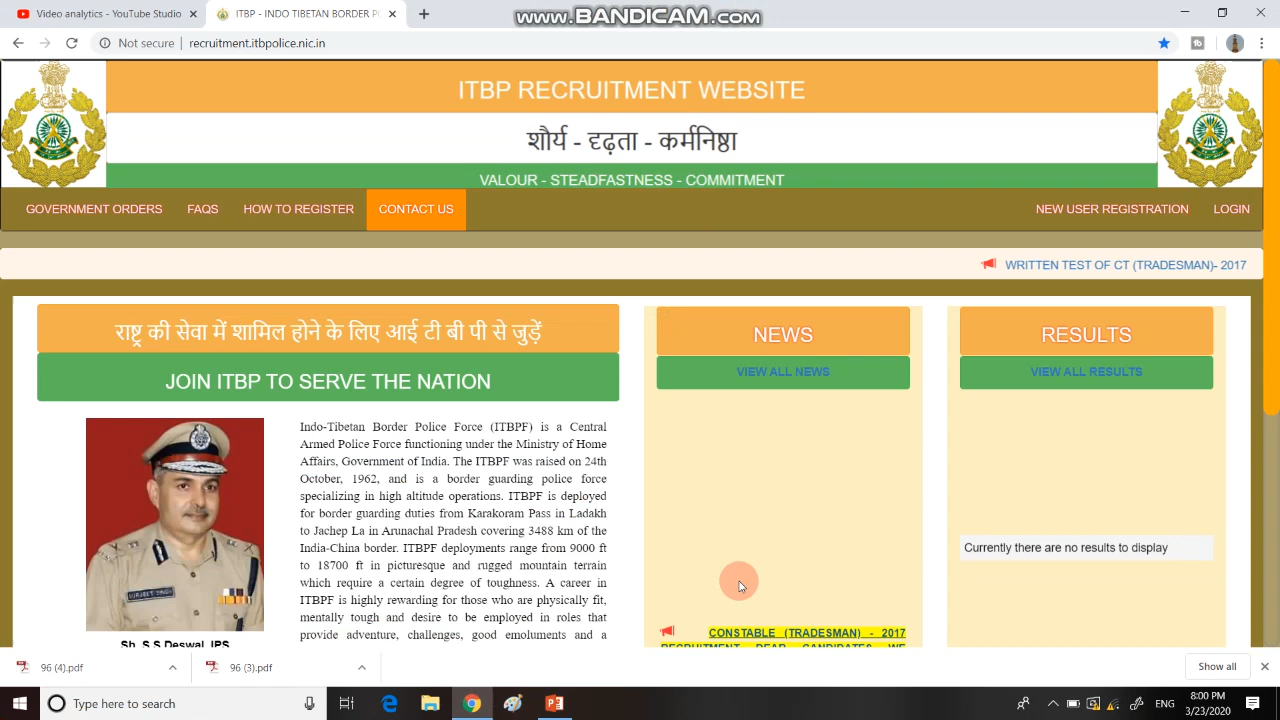 YouTube Video Studio
ITBP - INDO TIBETAN BORDER P
www.BANDICAM.com
Not secure
recruitment.itbpolice.nic.in
ITBP RECRUITMENT WEBSITE
शौर्य - दृढ़ता - कर्मनिष्ठा
VALOUR - STEADFASTNESS - COMMITMENT
GOVERNMENT ORDERS FAQS HOW TO REGISTER CONTACT US NEW USER REGISTRATION LOGIN
WRITTEN TEST OF CT (TRADESMAN)- 2017
राष्ट्र की सेवा में शामिल होने के लिए आई टी बी पी से जुड़ें
JOIN ITBP TO SERVE THE NATION
Indo-Tibetan Border Police Force (ITBPF) is a Central
Armed Police Force functioning under the Ministry of Home
Affairs, Government of India. The ITBPF was raised on 24th
October, 1962, and is a border guarding police force
specializing in high altitude operations. ITBPF is deployed
for border guarding duties from Karakoram Pass in Ladakh
to Jachep La in Arunachal Pradesh covering 3488 km of the
India-China border. ITBPF deployments range from 9000 ft
to 18700 ft in picturesque and rugged mountain terrain
which require a certain degree of toughness. A career in
ITBPF is highly rewarding for those who are physically fit,
mentally tough and desire to be employed in roles that
provide adventure, challenges, good emoluments and a
SURJEET SINGH
Sh. S S Deswal, IPS
NEWS
VIEW ALL NEWS
CONSTABLE (TRADESMAN) - 2017
RECRUITMENT DEAR CANDIDATES WE
RESULTS
VIEW ALL RESULTS
Currently there are no results to display
96 (4).pdf
96 (3).pdf
Show all
Type here to search
ENG
8:00 PM
3/23/2020